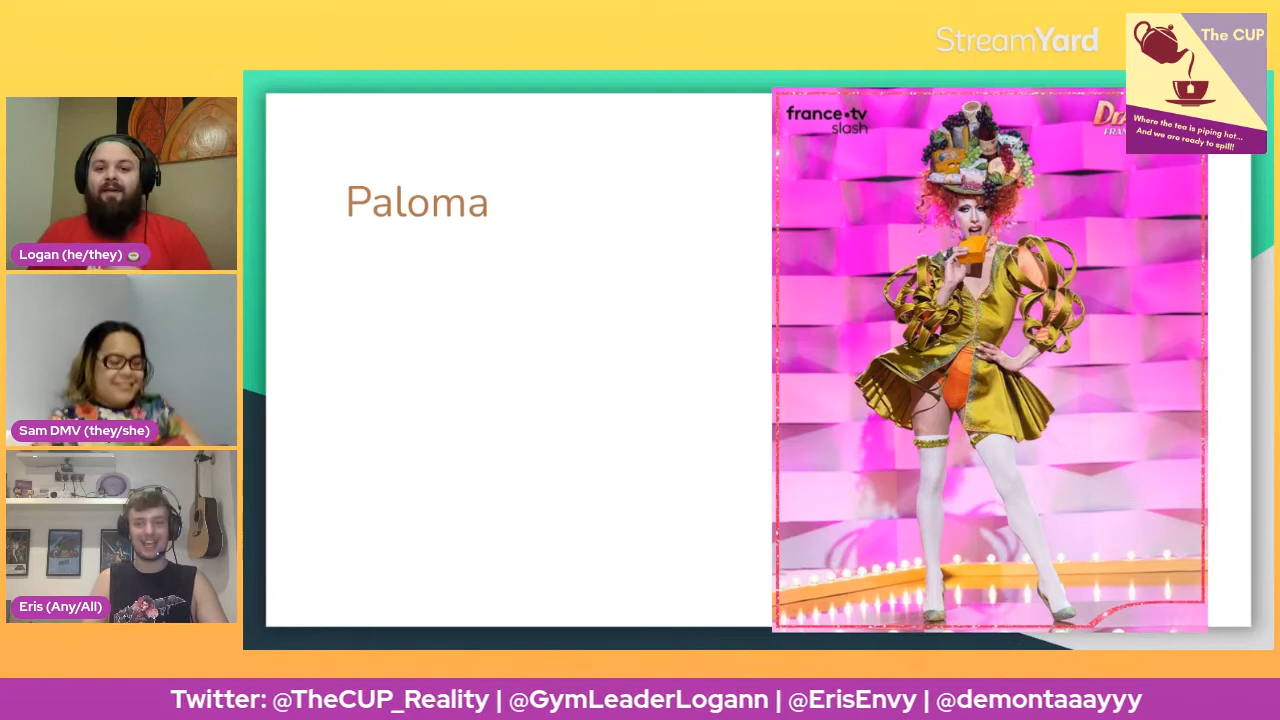 StreamYard
The CUP
Where the tea is piping hot...
And we are ready to spill!
Logan (he/they)
Sam DMV (they/she)
Eris (Any/All)
Paloma
france•tv
slash
Twitter: @TheCUP_Reality | @GymLeaderLogann | @ErisEnvy | @demontaaayyy